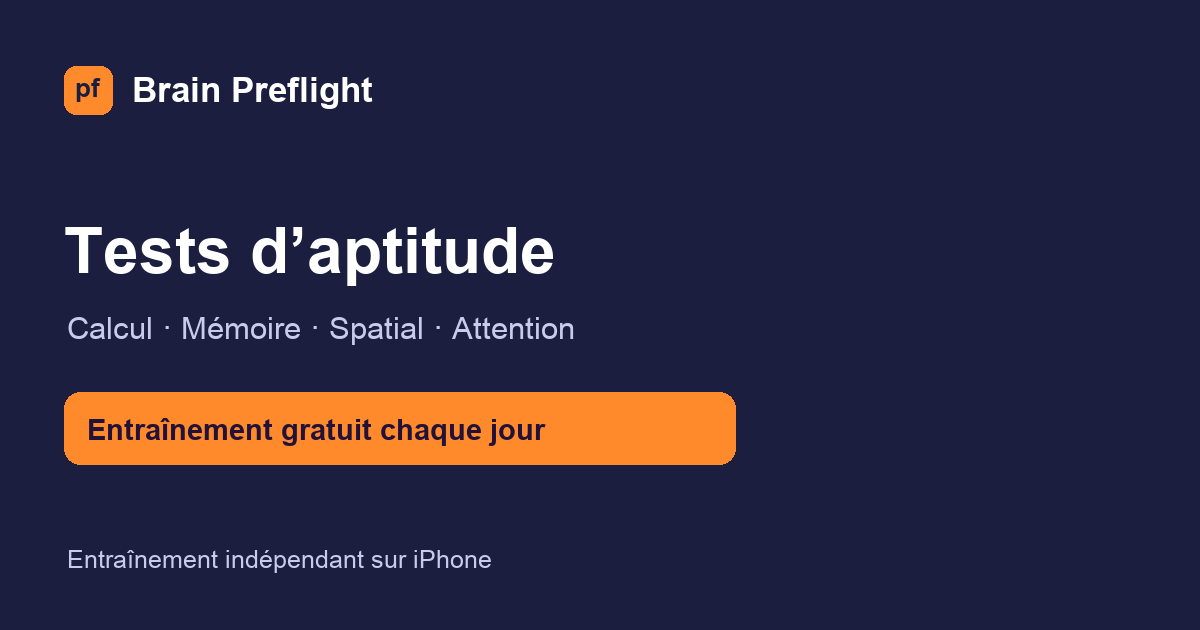 pf Brain Preflight
Tests d’aptitude
Calcul · Mémoire · Spatial · Attention
Entraînement gratuit chaque jour
Entraînement indépendant sur iPhone